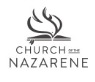 CHURCH OF THE
NAZARENE